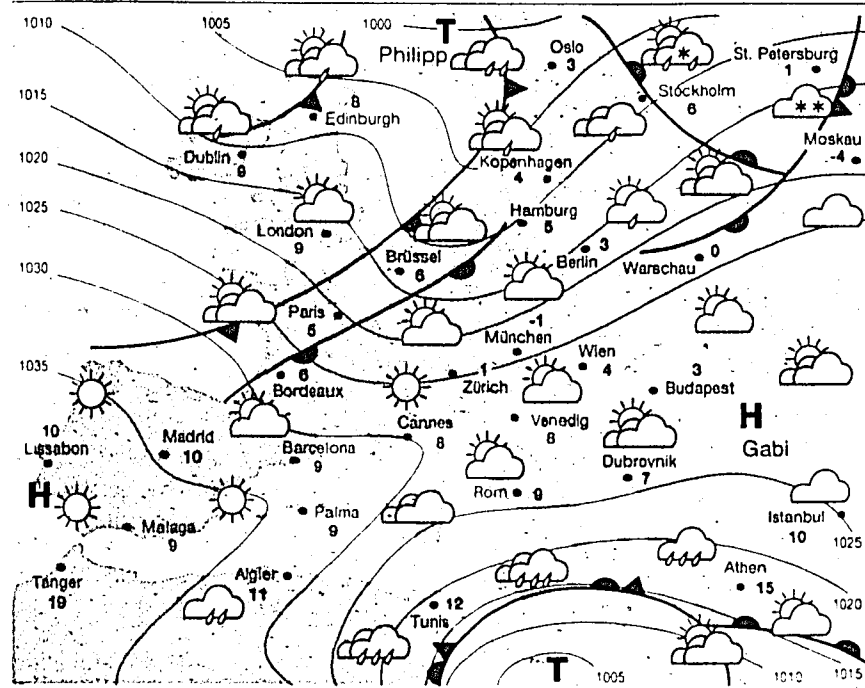 1010
1005
1000
T
Philipp
Oslo
3
St. Petersburg
1
Stockholm
6
8
Edinburgh
1015
Moskau
-4
Dublin
9
Kopenhagen
4
1020
1025
Hamburg
5
London
9
Brüssel
6
3
Berlin
Warschau
0
1030
Paris
5
-1
München
1035
6
Bordeaux
1
Zürich
Wien
4
3
Budapest
Cannes
8
Venedig
8
H
Gabi
10
Lissabon
Madrid
10
Barcelona
9
Dubrovnik
7
Rom
9
H
Malaga
9
Palma
9
Istanbul
10
1025
Tanger
19
Algier
11
12
Tunis
Athen
15
1020
T
1005
1010
1015